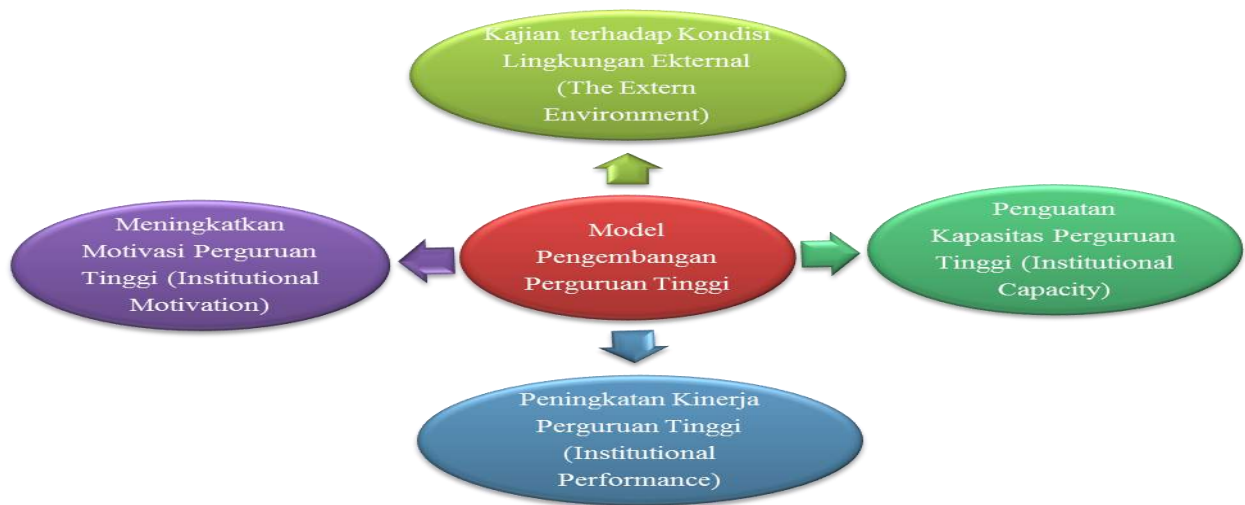 Kajian terhadap Kondisi
Lingkungan Ekternal
(The Extern
Environment)
Meningkatkan
Motivasi Perguruan
Tinggi (Institutional
Motivation)
Model
Pengembangan
Perguruan Tinggi
Penguatan
Kapasitas Perguruan
Tinggi (Institutional
Capacity)
Peningkatan Kinerja
Perguruan Tinggi
(Institutional
Performance)